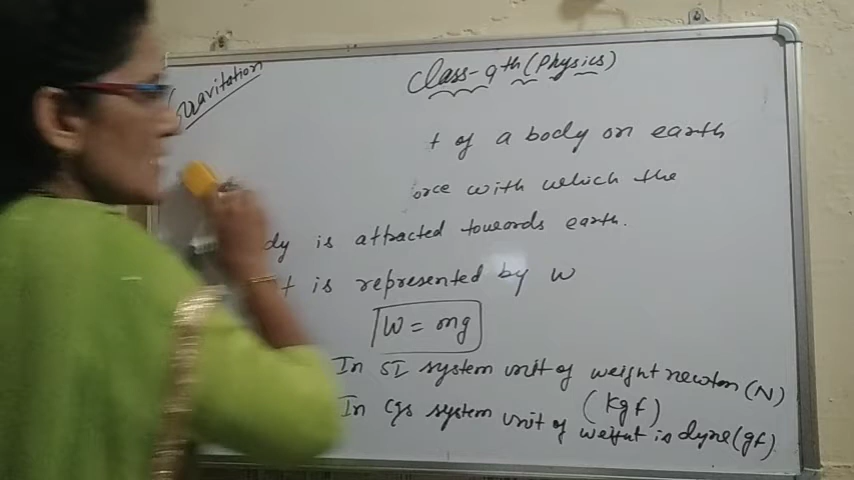 Gravitation
Class-9th (Physics)
t of a body on earth
orce with which the
dy is attracted towards earth.
t is represented by W
W = mg
In SI system unit of weight newton (N)
(Kgf)
In cgs system unit of weight is dyne (gf)